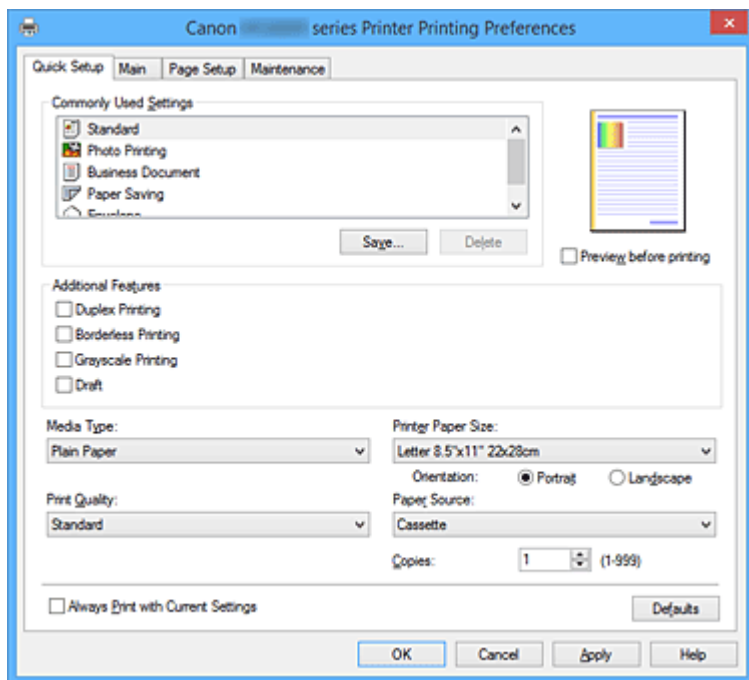 Canon series Printer Printing Preferences
Quick Setup Main Page Setup Maintenance
Commonly Used Settings
Standard
Photo Printing
Business Document
Paper Saving
Envelope
Save... Delete
Preview before printing
Additional Features
Duplex Printing
Borderless Printing
Grayscale Printing
Draft
Media Type: Printer Paper Size:
Plain Paper Letter 8.5"x11" 22x28cm
Orientation: Portrait Landscape
Print Quality: Paper Source:
Standard Cassette
Copies: 1 (1-999)
Always Print with Current Settings Defaults
OK Cancel Apply Help